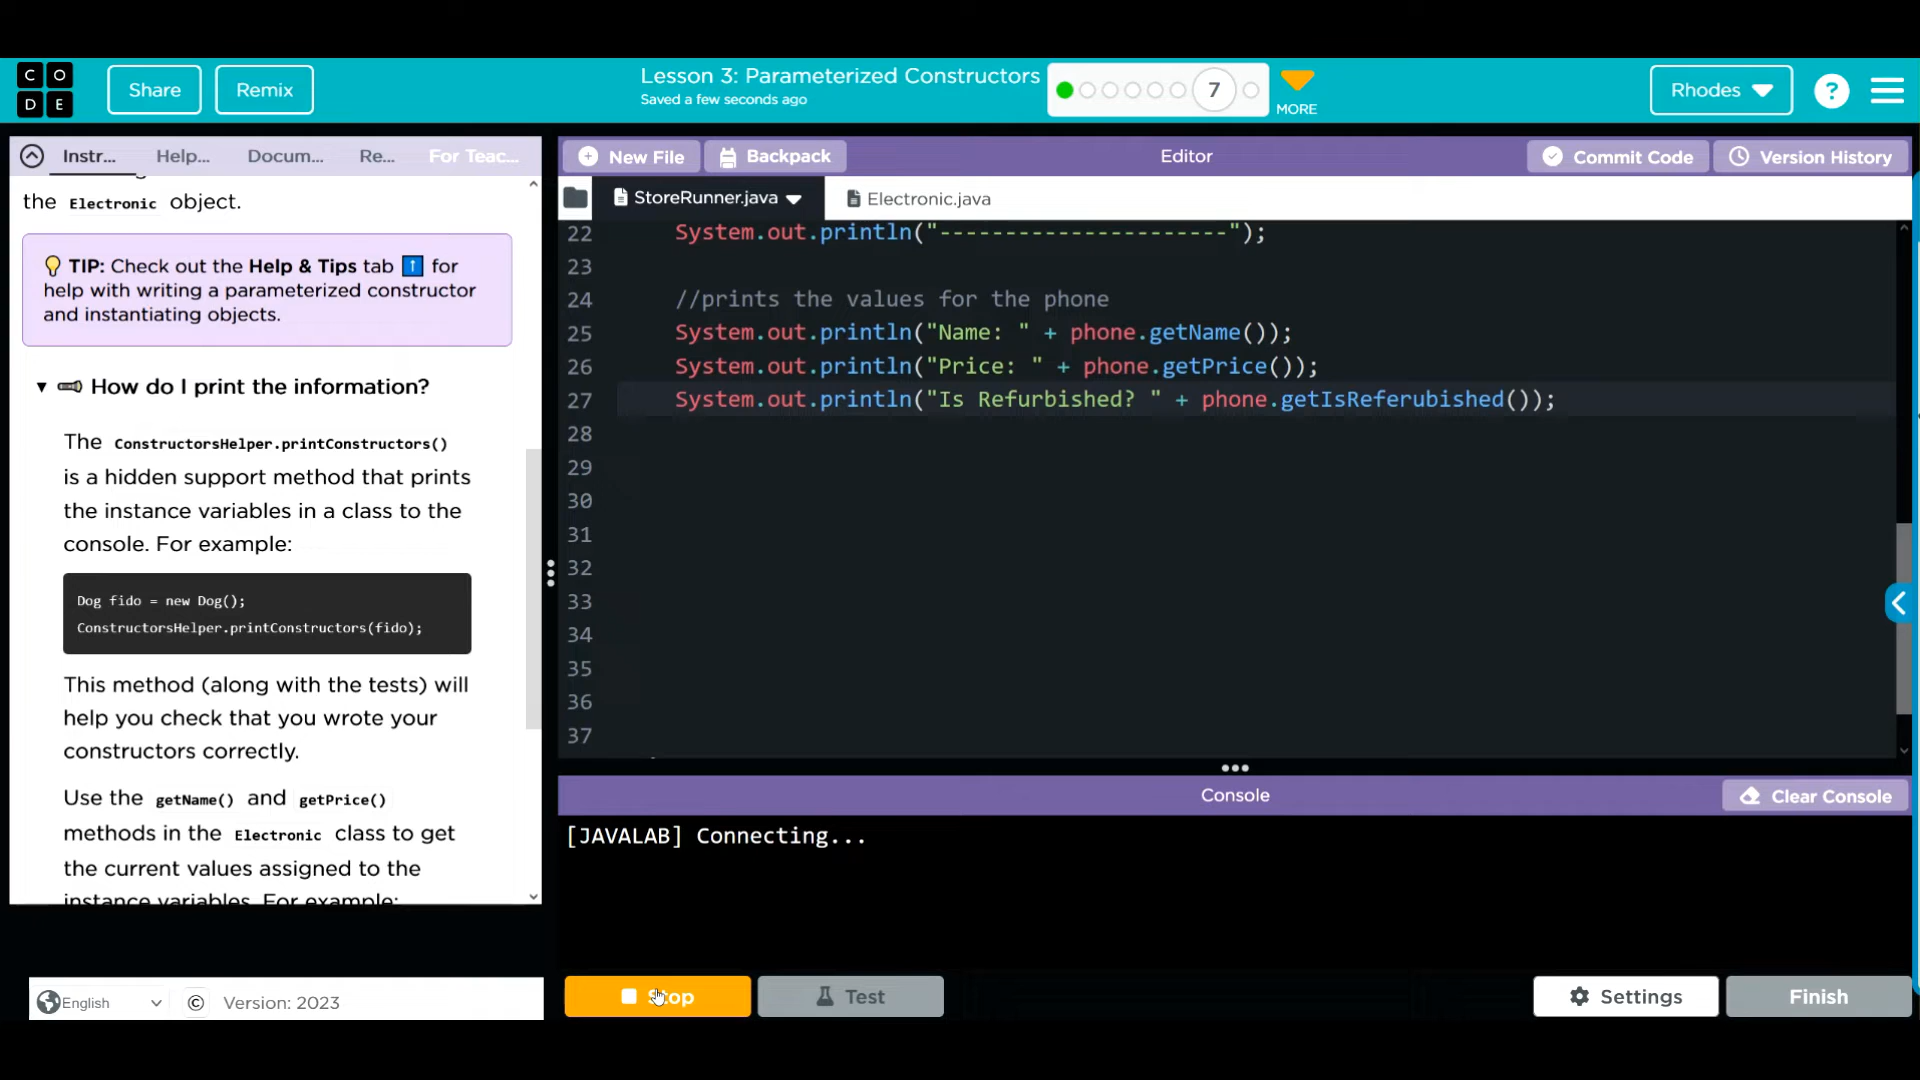 C O
D E
Share
Remix
Lesson 3: Parameterized Constructors
Saved a few seconds ago
7
MORE
Rhodes
?
Instr...
Help...
Docum...
Re...
For Teac...
the Electronic object.
TIP: Check out the Help & Tips tab for
help with writing a parameterized constructor
and instantiating objects.
How do I print the information?
The ConstructorsHelper.printConstructors()
is a hidden support method that prints
the instance variables in a class to the
console. For example:
Dog fido = new Dog();
ConstructorsHelper.printConstructors(fido);
This method (along with the tests) will
help you check that you wrote your
constructors correctly.
Use the getName() and getPrice()
methods in the Electronic class to get
the current values assigned to the
instance variables. For example:
English
© Version: 2023
New File
Backpack
Editor
Commit Code
Version History
StoreRunner.java
Electronic.java
22 System.out.println("----------------------");
23
24 //prints the values for the phone
25 System.out.println("Name: " + phone.getName());
26 System.out.println("Price: " + phone.getPrice());
27 System.out.println("Is Refurbished? " + phone.getIsReferubished());
28
29
30
31
32
33
34
35
36
37
Console
Clear Console
[JAVALAB] Connecting...
Stop
Test
Settings
Finish